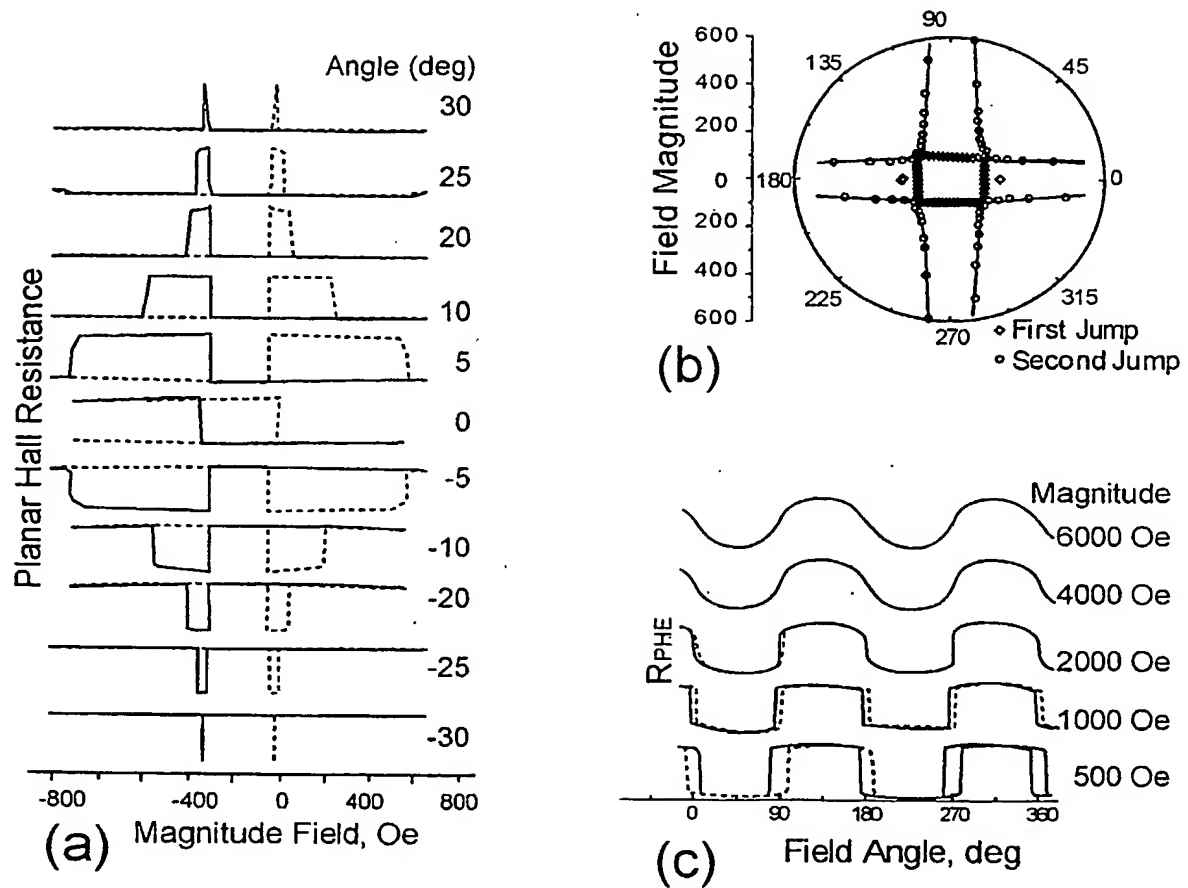 Angle (deg)
30
25
20
10
5
0
-5
-10
-20
-25
-30
Planar Hall Resistance
-800 -400 0 400 800
Magnitude Field, Oe
(a)
Field Magnitude
600
400
200
0
200
400
600
90
135 45
180 0
225 315
270
First Jump
Second Jump
(b)
Magnitude
6000 Oe
4000 Oe
2000 Oe
1000 Oe
500 Oe
RPHE
0 90 180 270 360
Field Angle, deg
(c)